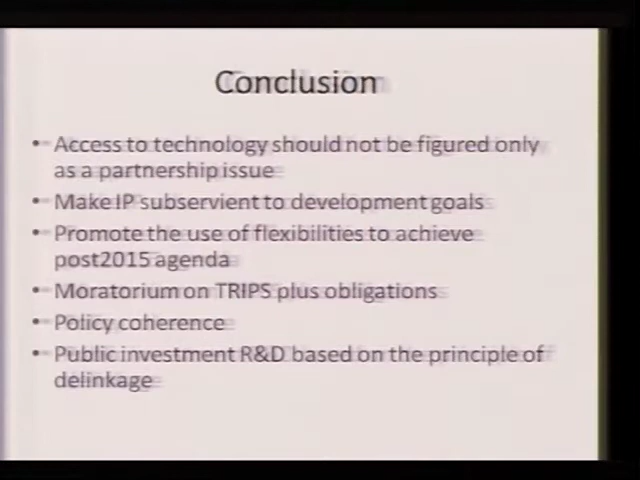 Conclusion
• Access to technology should not be figured only
as a partnership issue
• Make IP subservient to development goals
• Promote the use of flexibilities to achieve
post2015 agenda
• Moratorium on TRIPS plus obligations
• Policy coherence
• Public investment R&D based on the principle of
delinkage